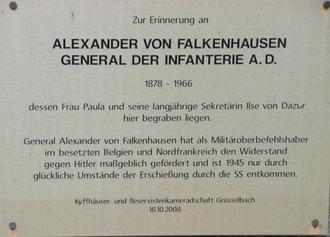 Zur Erinnerung an
ALEXANDER VON FALKENHAUSEN
GENERAL DER INFANTERIE A. D.
1878 - 1966
dessen Frau Paula und seine langjährige Sekretärin Ilse von Dazur
hier begraben liegen.
General Alexander von Falkenhausen hat als Militäroberbefehlshaber
im besetzten Belgien und Nordfrankreich den Widerstand
gegen Hitler maßgeblich gefördert und ist 1945 nur durch
glückliche Umstände der Erschießung durch die SS entkommen.
Kyffhäuser- und Reservistenkameradschaft Grüsselbach
18.10.2008